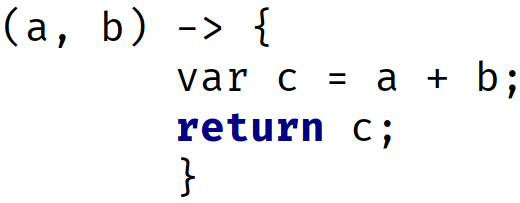 (a, b) -> {
var c = a + b;
return c;
}